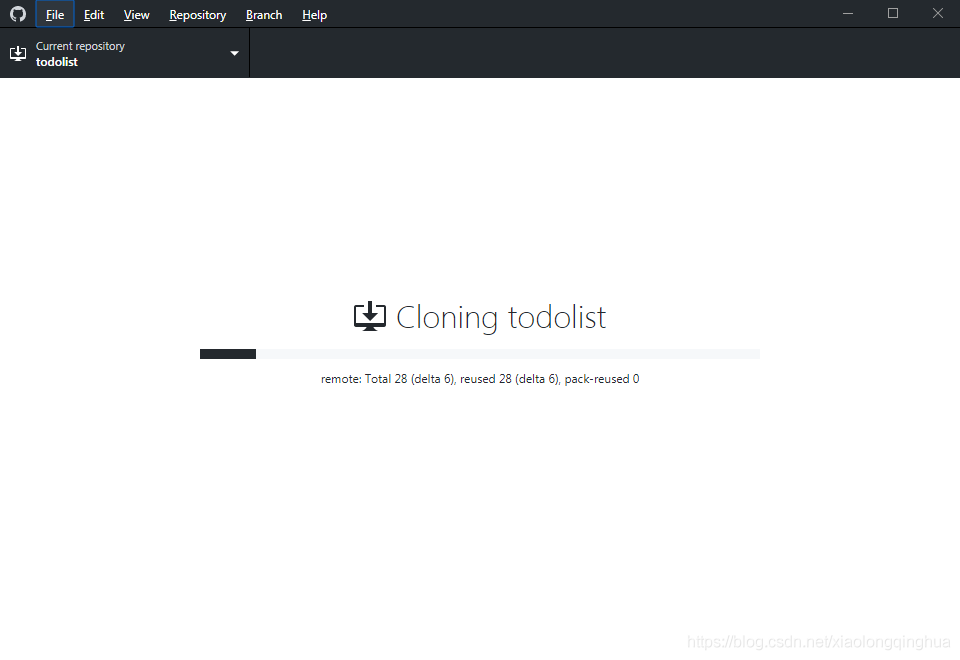 File Edit View Repository Branch Help
Current repository
todolist
Cloning todolist
remote: Total 28 (delta 6), reused 28 (delta 6), pack-reused 0
https://blog.csdn.net/xiaolongqinghua